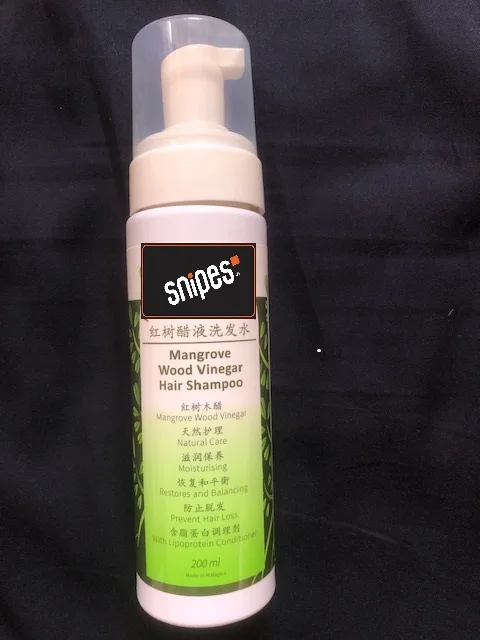 snipes
红树醋液洗发水
Mangrove
Wood Vinegar
Hair Shampoo
红树木醋
Mangrove Wood Vinegar
天然护理
Natural Care
滋润保养
Moisturising
恢复和平衡
Restores and Balancing
防止脱发
Prevent Hair Loss
含脂蛋白调理剂
With Lipoprotein Conditioner
200 ml
Made in Malaysia